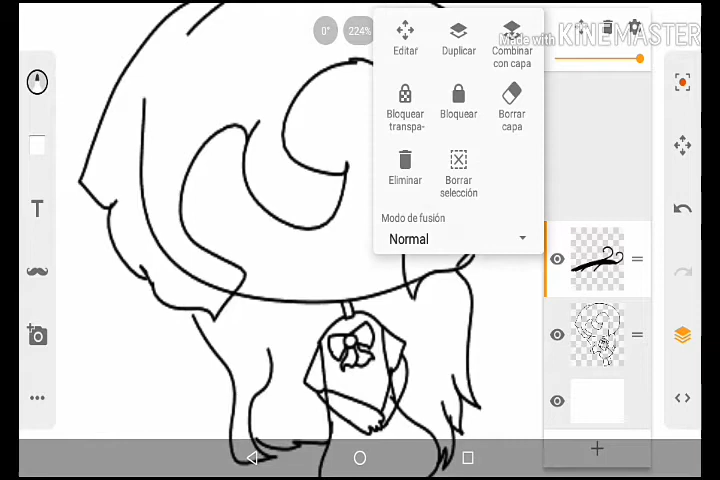 0°
224%
Made with KINEMASTER
Editar
Duplicar
Combinar
con capa
Bloquear
transpa-
Bloquear
Borrar
capa
Eliminar
Borrar
selección
Modo de fusión
Normal
T